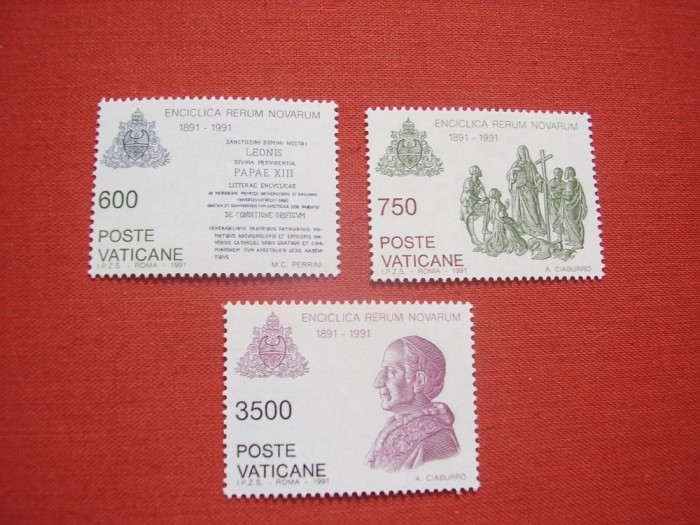 ENCICLICA RERUM NOVARUM
1891 - 1991
SANCTISSIMI DOMINI NOSTRI
LEONIS
DIVINA PROVIDENTIA
PAPAE XIII
LITTERAE ENCYCLICAE
DE CONDITIONE OPIFICUM
600
POSTE
VATICANE
I.P.Z.S. - ROMA - 1991
M.C. PERRINI
ENCICLICA RERUM NOVARUM
1891 - 1991
750
POSTE
VATICANE
I.P.Z.S. - ROMA - 1991
A. CIABURRO
ENCICLICA RERUM NOVARUM
1891 - 1991
3500
POSTE
VATICANE
I.P.Z.S. - ROMA - 1991
A. CIABURRO